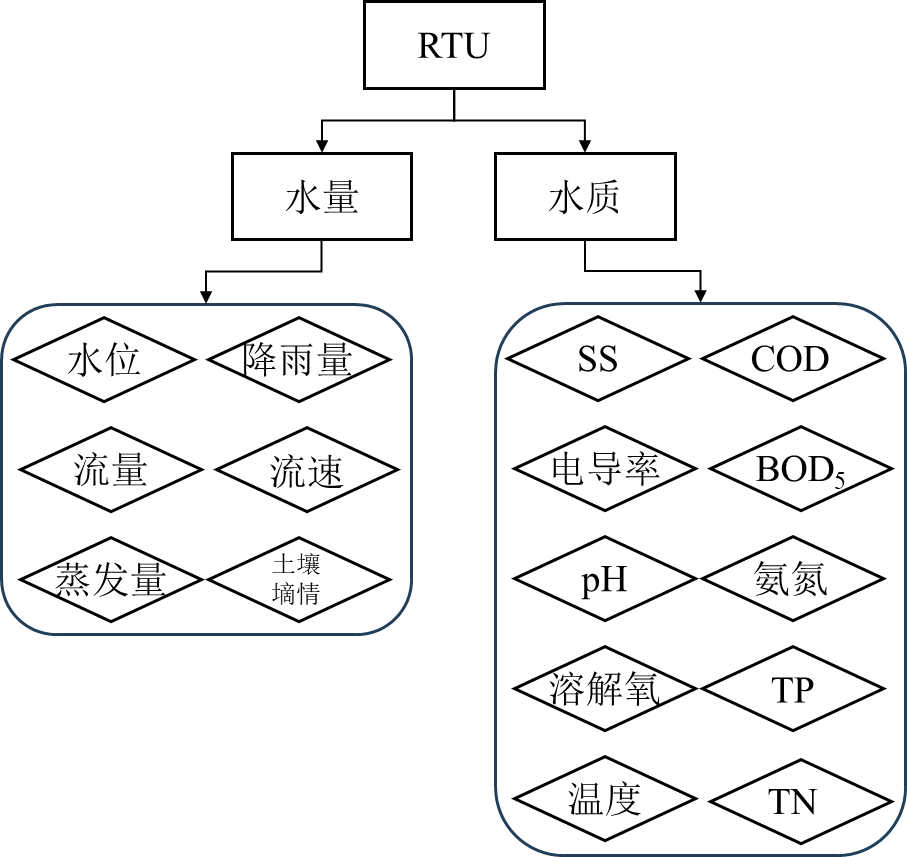 RTU
水量
水质
水位
降雨量
流量
流速
蒸发量
土壤
墒情
SS
COD
电导率
BOD₅
pH
氨氮
溶解氧
TP
温度
TN